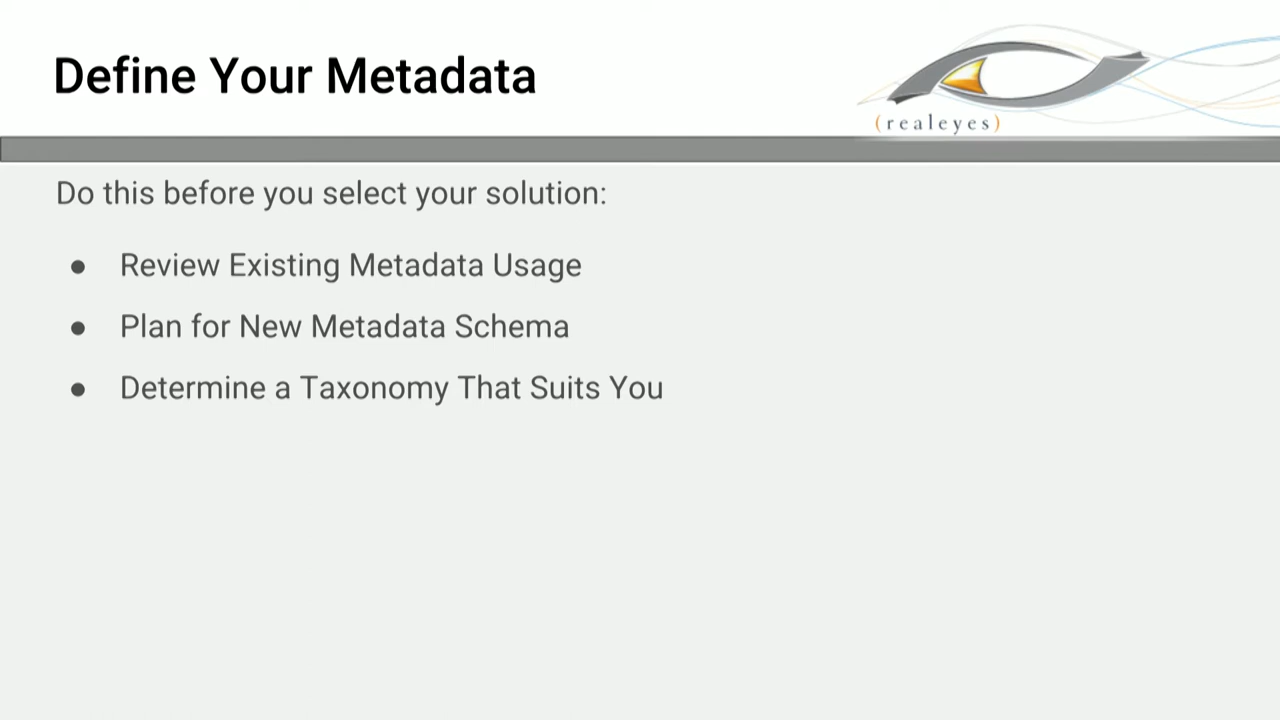 Define Your Metadata
(realeyes)
Do this before you select your solution:
● Review Existing Metadata Usage
● Plan for New Metadata Schema
● Determine a Taxonomy That Suits You